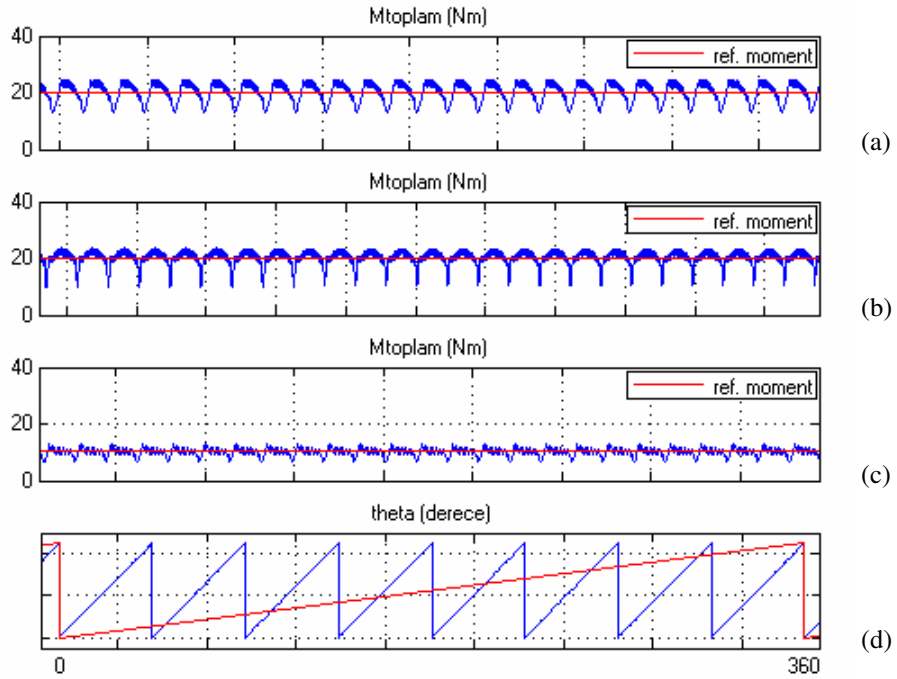 Mtoplam (Nm)
40
ref. moment
20
0
(a)
Mtoplam (Nm)
40
ref. moment
20
0
(b)
Mtoplam (Nm)
40
ref. moment
20
0
(c)
theta (derece)
(d)
0 360